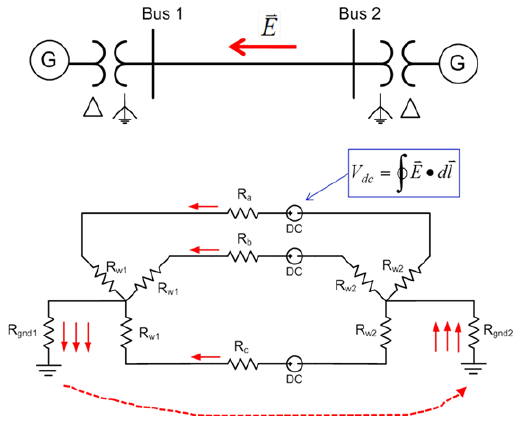 Bus 1
Bus 2
E⃗
G
G
Δ
Δ
V_dc = ∮ E⃗ • dl⃗
R_a
DC
R_b
DC
R_w1
R_w1
R_w2
R_w2
R_gnd1
R_w1
R_w2
R_gnd2
R_c
DC